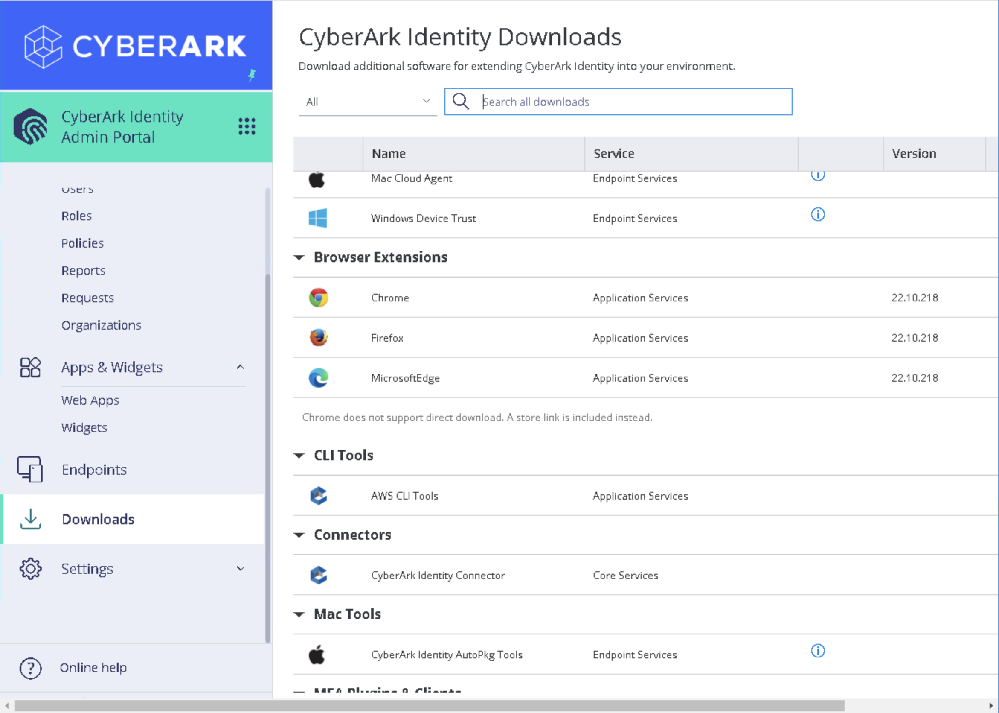 CYBERARK
CyberArk Identity
Admin Portal
Users
Roles
Policies
Reports
Requests
Organizations
Apps & Widgets
Web Apps
Widgets
Endpoints
Downloads
Settings
Online help
CyberArk Identity Downloads
Download additional software for extending CyberArk Identity into your environment.
All
Search all downloads
Name Service Version
Mac Cloud Agent Endpoint Services
Windows Device Trust Endpoint Services
Browser Extensions
Chrome Application Services 22.10.218
Firefox Application Services 22.10.218
MicrosoftEdge Application Services 22.10.218
Chrome does not support direct download. A store link is included instead.
CLI Tools
AWS CLI Tools Application Services
Connectors
CyberArk Identity Connector Core Services
Mac Tools
CyberArk Identity AutoPkg Tools Endpoint Services
MFA Plugins & Clients